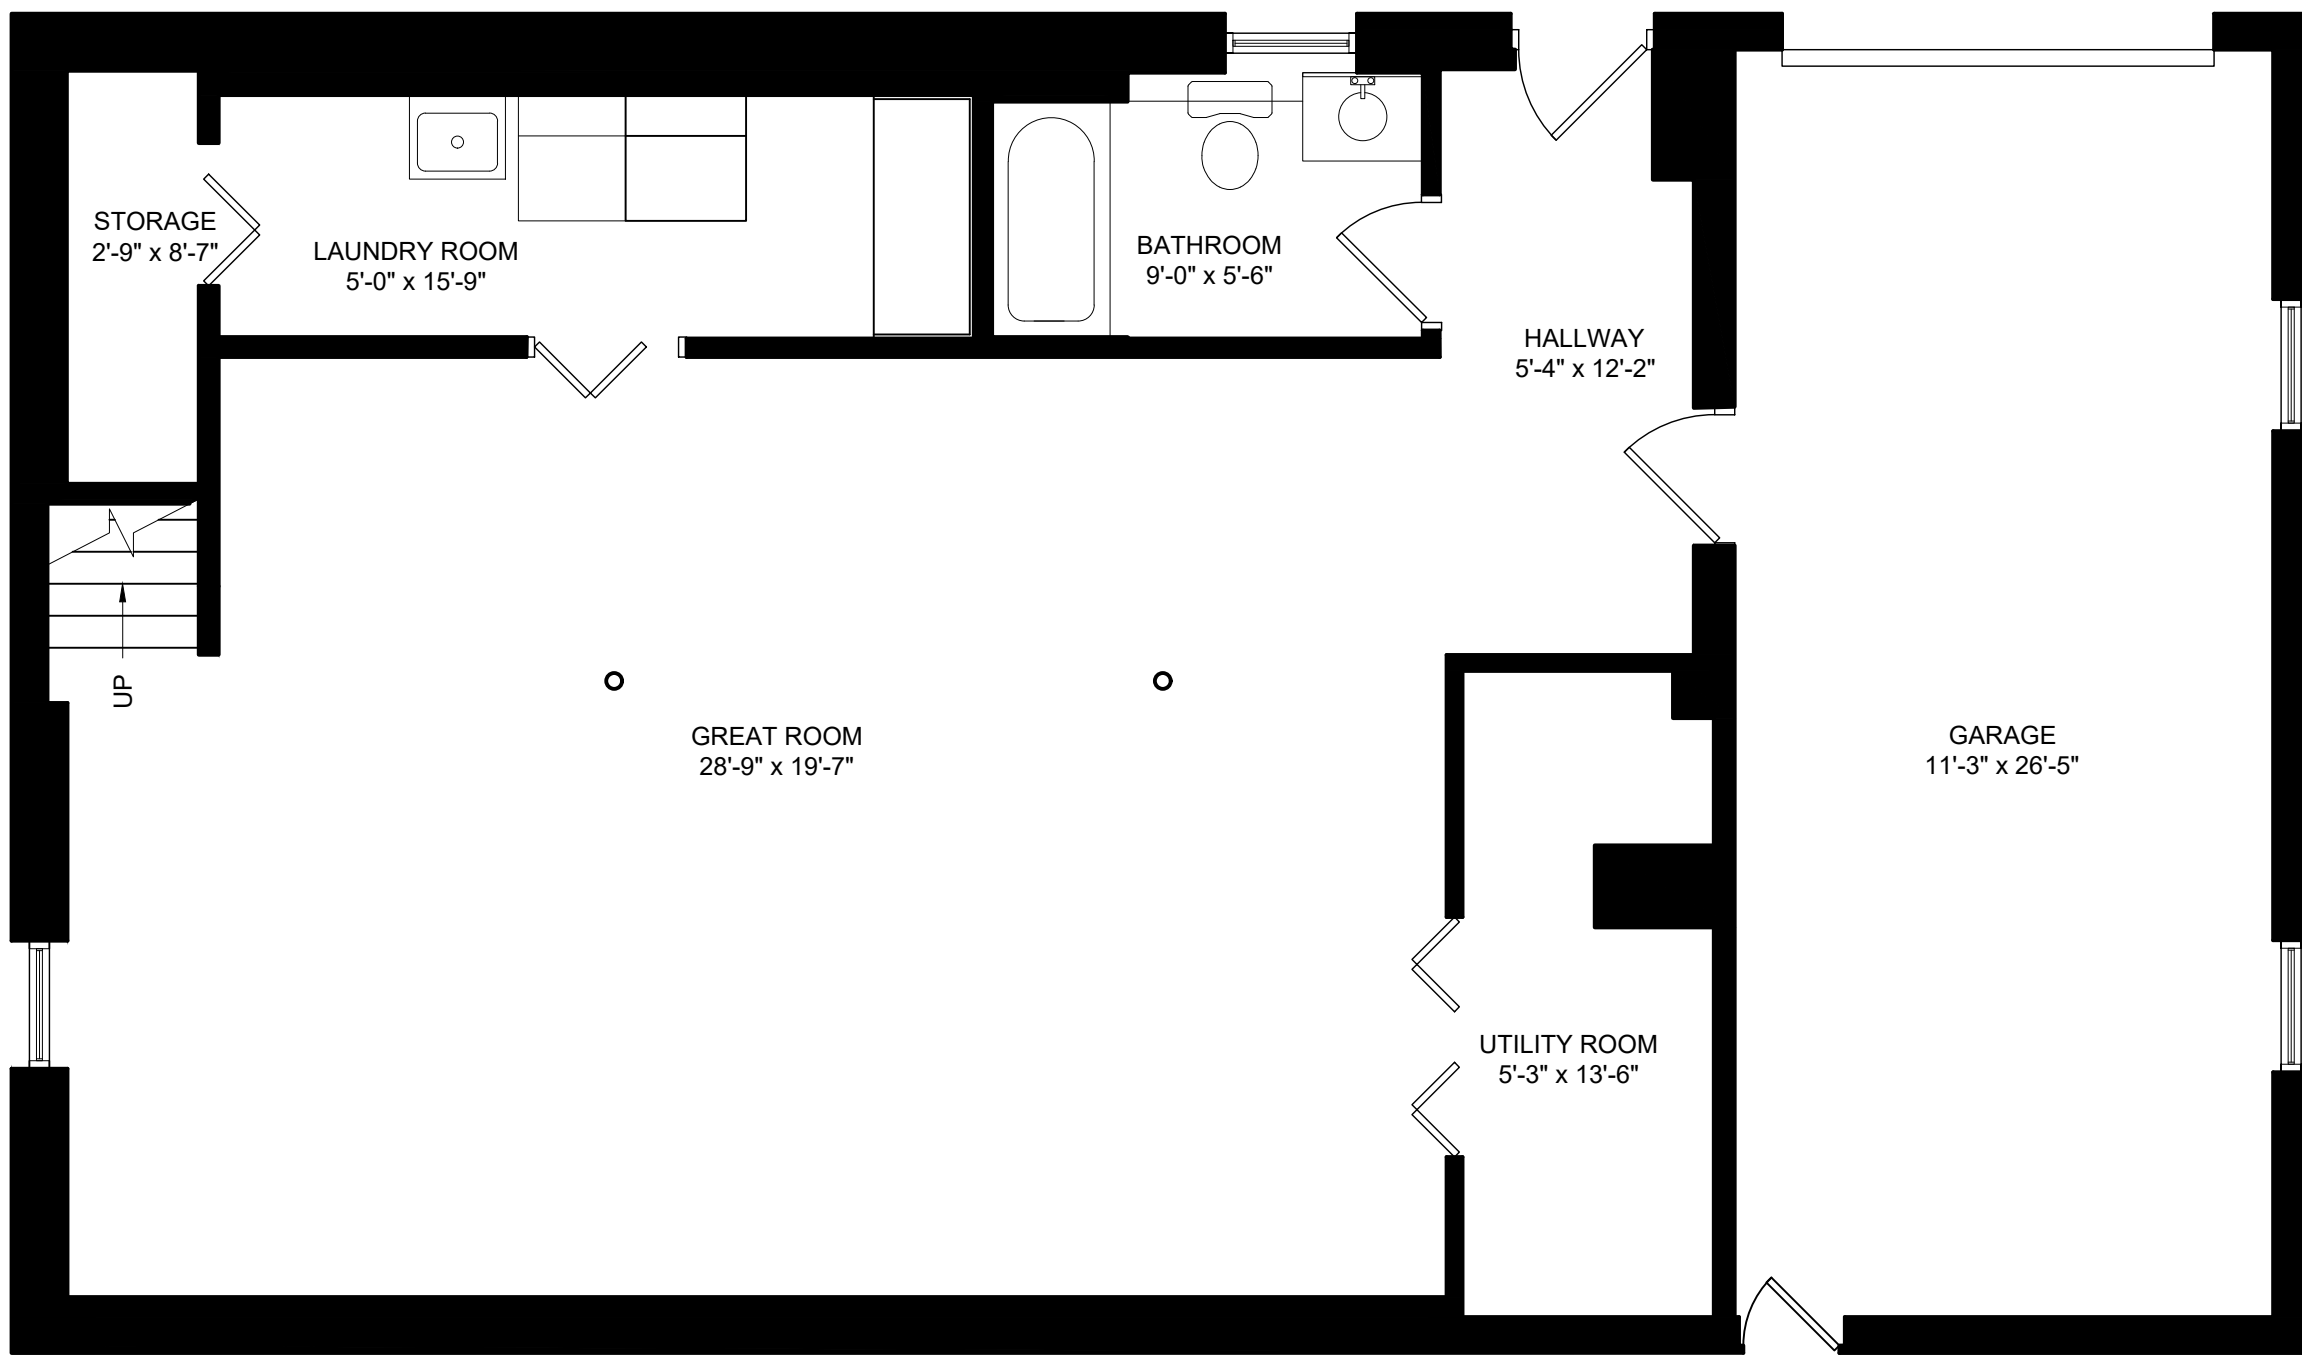 STORAGE
2'-9" x 8'-7"
LAUNDRY ROOM
5'-0" x 15'-9"
BATHROOM
9'-0" x 5'-6"
HALLWAY
5'-4" x 12'-2"
UP
GREAT ROOM
28'-9" x 19'-7"
GARAGE
11'-3" x 26'-5"
UTILITY ROOM
5'-3" x 13'-6"